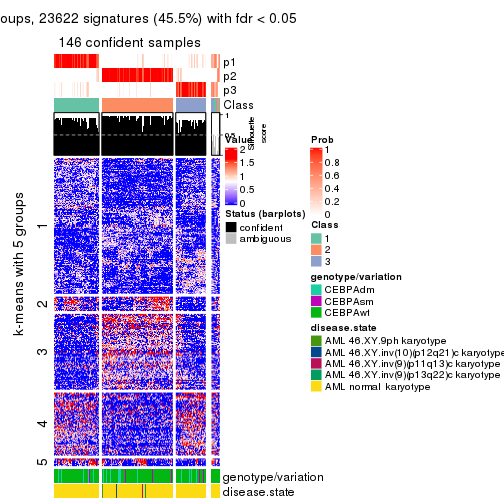 oups, 23622 signatures (45.5%) with fdr < 0.05
146 confident samples
p1
p2
p3
Class
1
0.5
Silhouette
score
Value
2
1.5
1
0.5
0
Prob
1
0.8
0.6
0.4
0.2
0
Status (barplots)
confident
ambiguous
Class
1
2
3
genotype/variation
CEBPAdm
CEBPAsm
CEBPAwt
disease.state
AML 46.XY.9ph karyotype
AML 46.XY.inv(10)(p12q21)c karyotype
AML 46.XY.inv(9)(p11q13)c karyotype
AML 46.XY.inv(9)(p13q22)c karyotype
AML normal karyotype
k-means with 5 groups
1
2
3
4
5
genotype/variation
disease.state